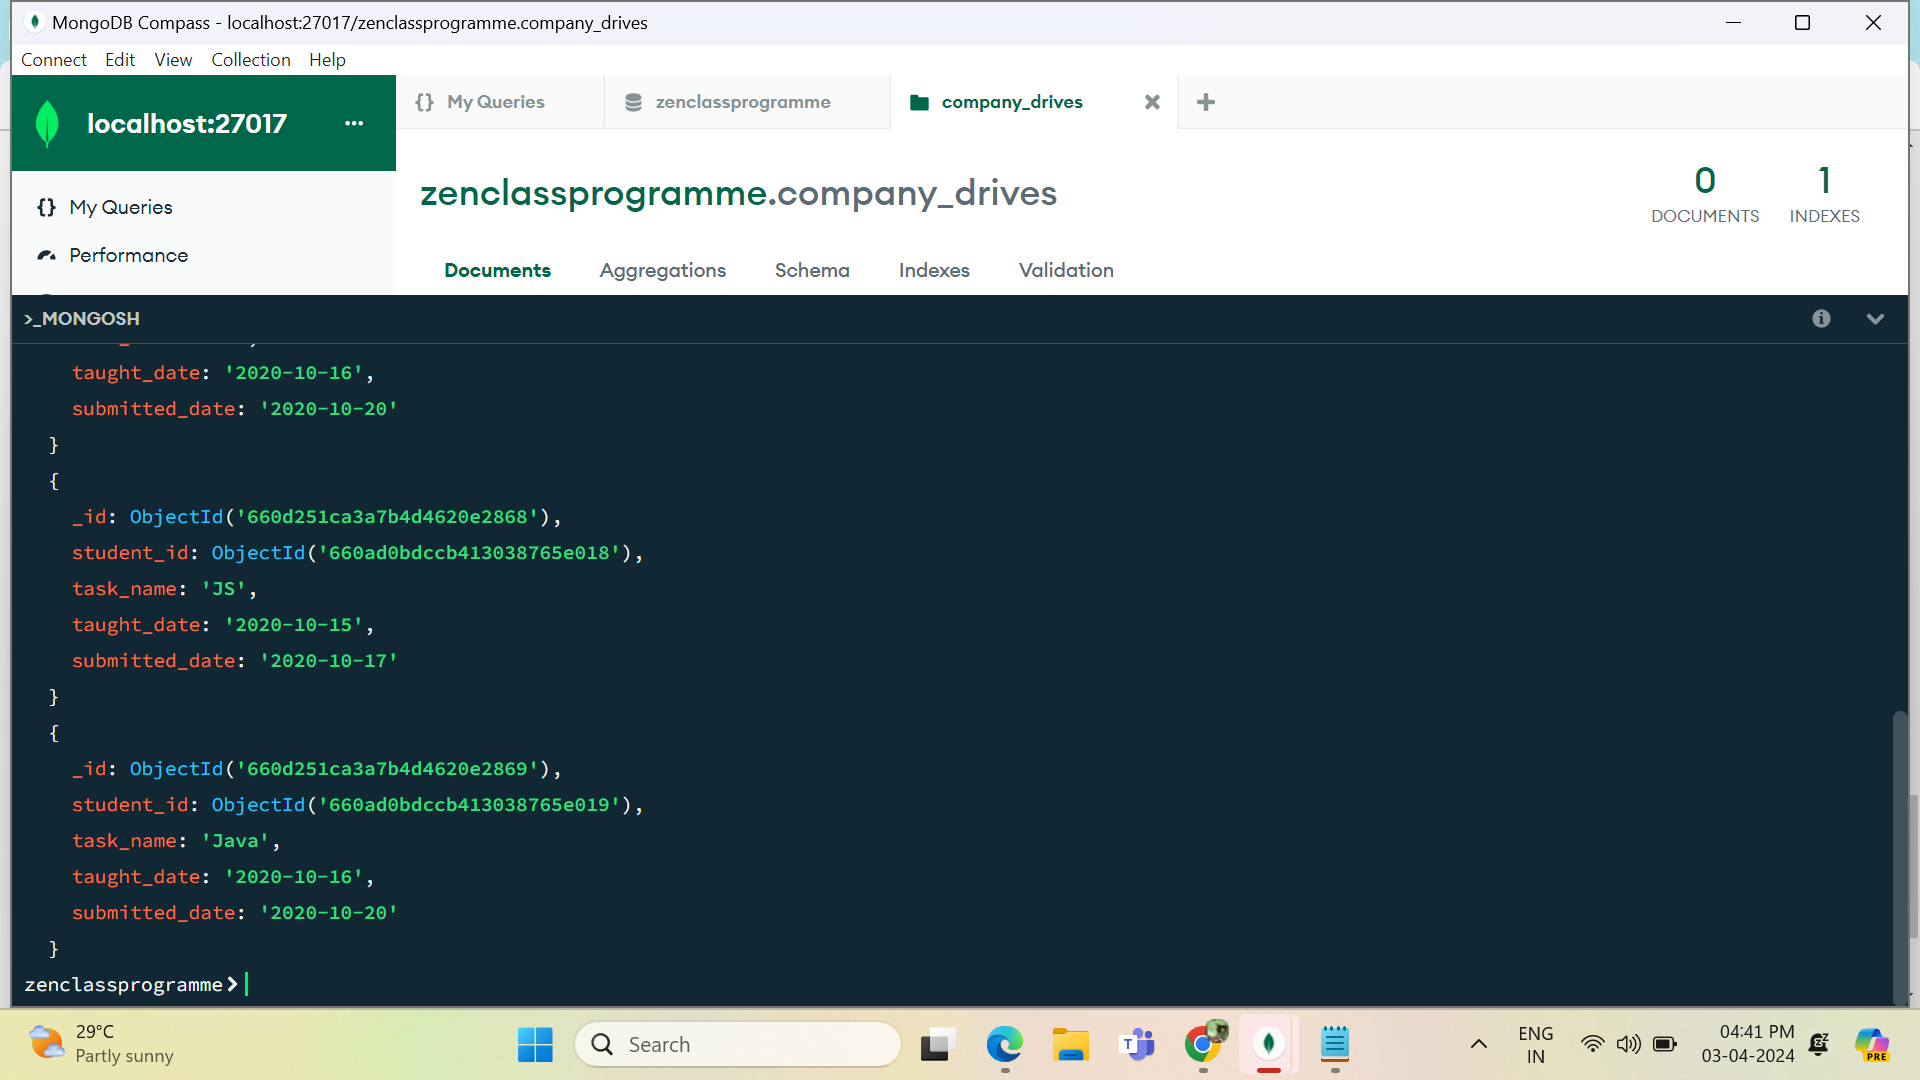 MongoDB Compass - localhost:27017/zenclassprogramme.company_drives
Connect Edit View Collection Help
localhost:27017 ...
{} My Queries
zenclassprogramme
company_drives
zenclassprogramme.company_drives
0
DOCUMENTS
1
INDEXES
{} My Queries
Performance
Documents Aggregations Schema Indexes Validation
>_MONGOSH
taught_date: '2020-10-16',
submitted_date: '2020-10-20'
}
{
_id: ObjectId('660d251ca3a7b4d4620e2868'),
student_id: ObjectId('660ad0bdccb413038765e018'),
task_name: 'JS',
taught_date: '2020-10-15',
submitted_date: '2020-10-17'
}
{
_id: ObjectId('660d251ca3a7b4d4620e2869'),
student_id: ObjectId('660ad0bdccb413038765e019'),
task_name: 'Java',
taught_date: '2020-10-16',
submitted_date: '2020-10-20'
}
zenclassprogramme>
29°C
Partly sunny
Search
ENG
IN
04:41 PM
03-04-2024
PRE